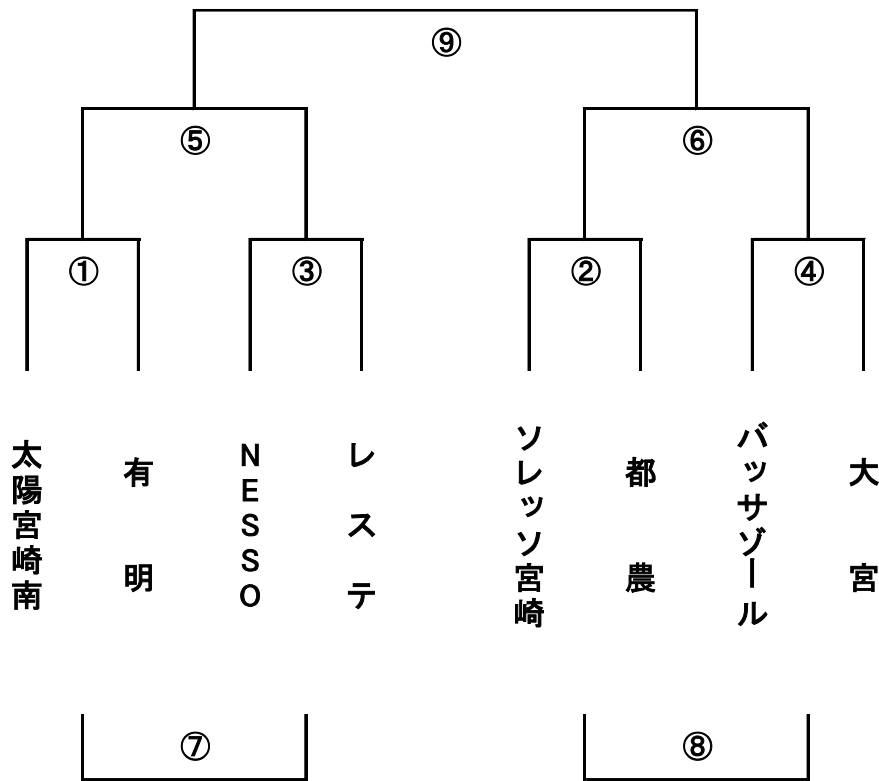 ⑨
⑤
⑥
①
③
②
④
太陽宮崎南
有明
NESSO
レステ
ソレッソ宮崎
都農
バッサゾール
大宮
⑦
⑧